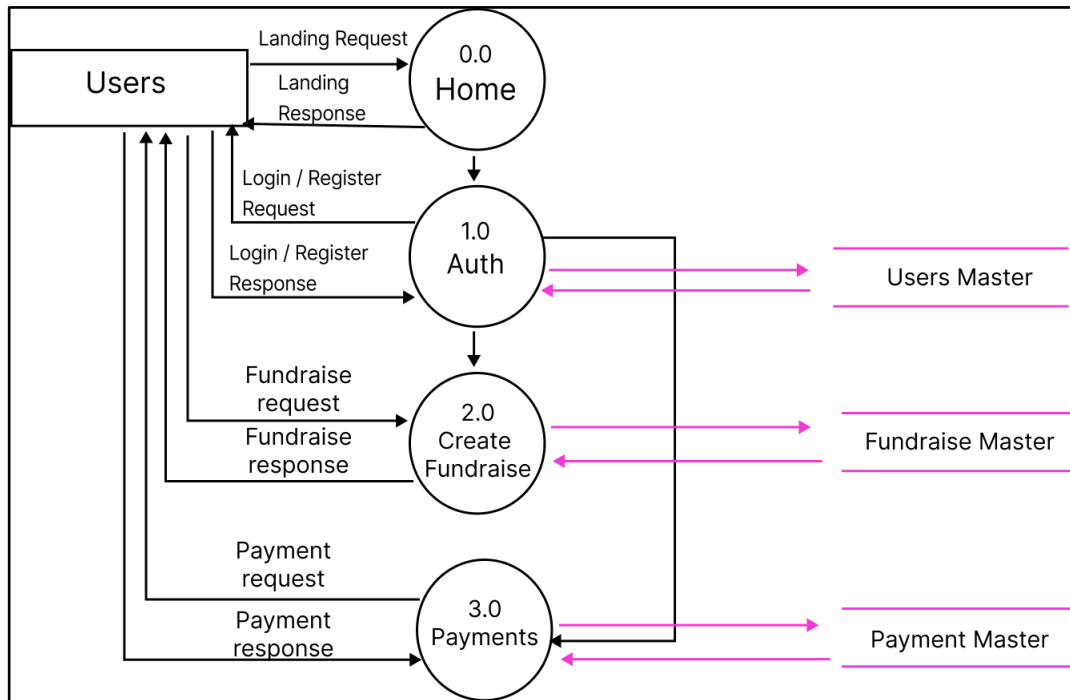 Landing Request
0.0
Home
Users
Landing
Response
Login / Register
Request
1.0
Auth
Login / Register
Response
Users Master
Fundraise
request
2.0
Create
Fundraise
Fundraise
response
Fundraise Master
Payment
request
3.0
Payments
Payment
response
Payment Master